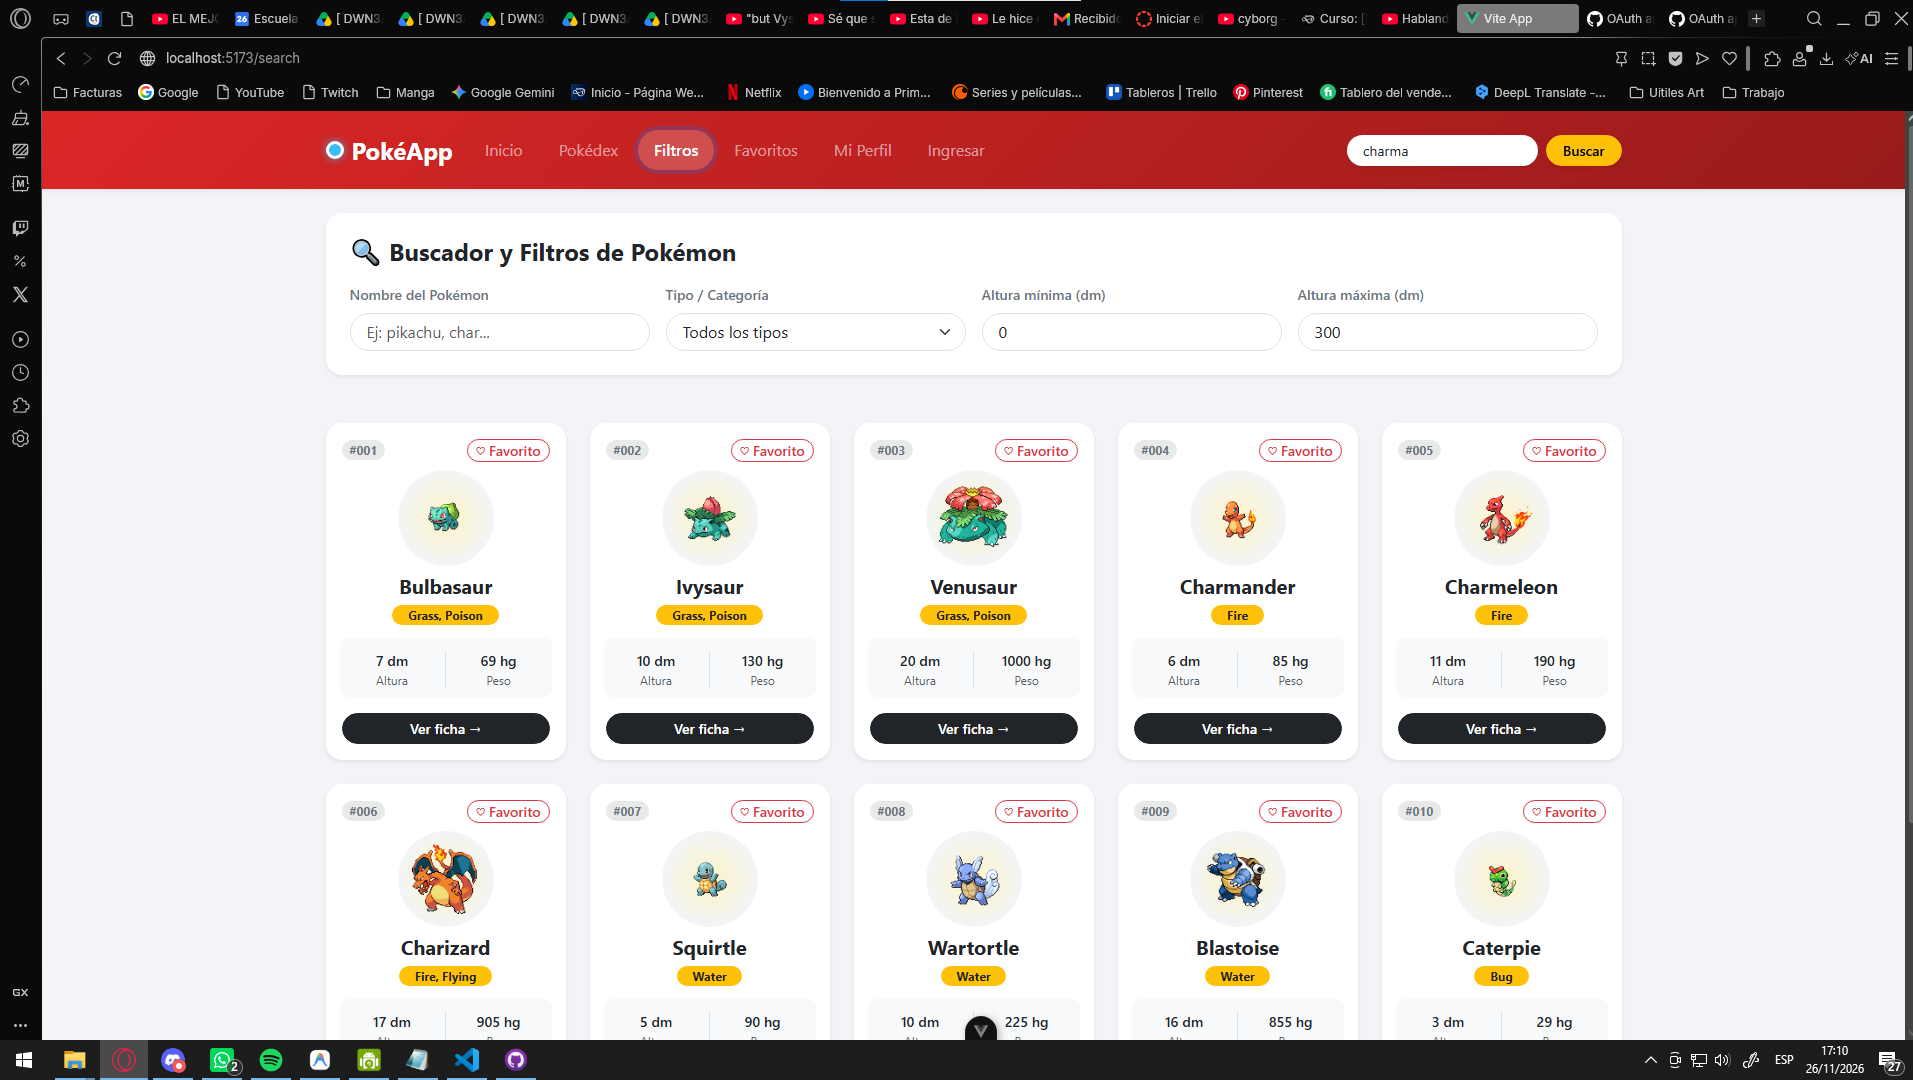 EL MEJ
26 Escuela
[ DWN3
[ DWN3
[ DWN3
[ DWN3
[ DWN3
"but Vys
Sé que
Esta de
Le hice
Recibido
Iniciar el
cyborg
Curso: [
Habland
Vite App
OAuth a
OAuth a
localhost:5173/search
AI
Facturas
Google
YouTube
Twitch
Manga
Google Gemini
Inicio - Página We...
Netflix
Bienvenido a Prim...
Series y películas...
Tableros | Trello
Pinterest
Tablero del vende...
DeepL Translate -...
Uitiles Art
Trabajo
PokéApp
Inicio
Pokédex
Filtros
Favoritos
Mi Perfil
Ingresar
charma
Buscar
Buscador y Filtros de Pokémon
Nombre del Pokémon
Tipo / Categoría
Altura mínima (dm)
Altura máxima (dm)
Ej: pikachu, char...
Todos los tipos
0
300
#001 ♡ Favorito
#002 ♡ Favorito
#003 ♡ Favorito
#004 ♡ Favorito
#005 ♡ Favorito
Bulbasaur
Ivysaur
Venusaur
Charmander
Charmeleon
Grass, Poison
Grass, Poison
Grass, Poison
Fire
Fire
7 dm 69 hg
10 dm 130 hg
20 dm 1000 hg
6 dm 85 hg
11 dm 190 hg
Altura Peso
Altura Peso
Altura Peso
Altura Peso
Altura Peso
Ver ficha →
Ver ficha →
Ver ficha →
Ver ficha →
Ver ficha →
#006 ♡ Favorito
#007 ♡ Favorito
#008 ♡ Favorito
#009 ♡ Favorito
#010 ♡ Favorito
Charizard
Squirtle
Wartortle
Blastoise
Caterpie
Fire, Flying
Water
Water
Water
Bug
17 dm 905 hg
5 dm 90 hg
10 dm 225 hg
16 dm 855 hg
3 dm 29 hg
GX
2
ESP
17:10
26/11/2026
27